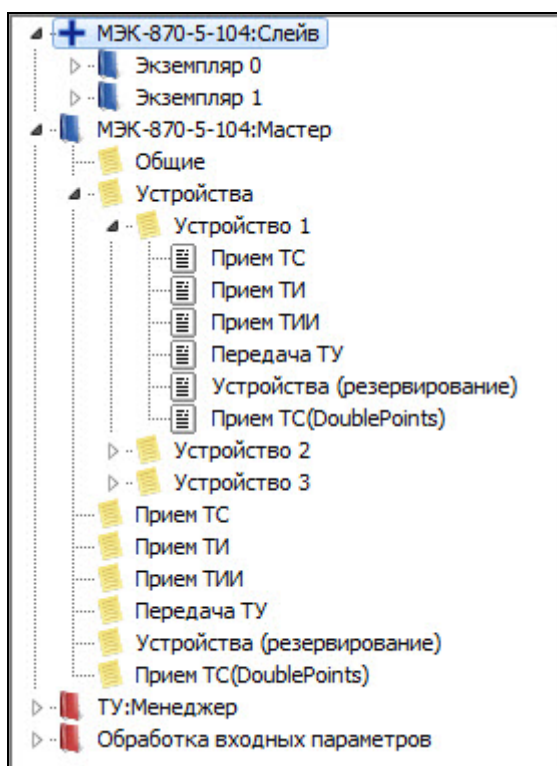 МЭК-870-5-104:Слейв
Экземпляр 0
Экземпляр 1
МЭК-870-5-104:Мастер
Общие
Устройства
Устройство 1
Прием ТС
Прием ТИ
Прием ТИИ
Передача ТУ
Устройства (резервирование)
Прием ТС(DoublePoints)
Устройство 2
Устройство 3
Прием ТС
Прием ТИ
Прием ТИИ
Передача ТУ
Устройства (резервирование)
Прием ТС(DoublePoints)
ТУ:Менеджер
Обработка входных параметров